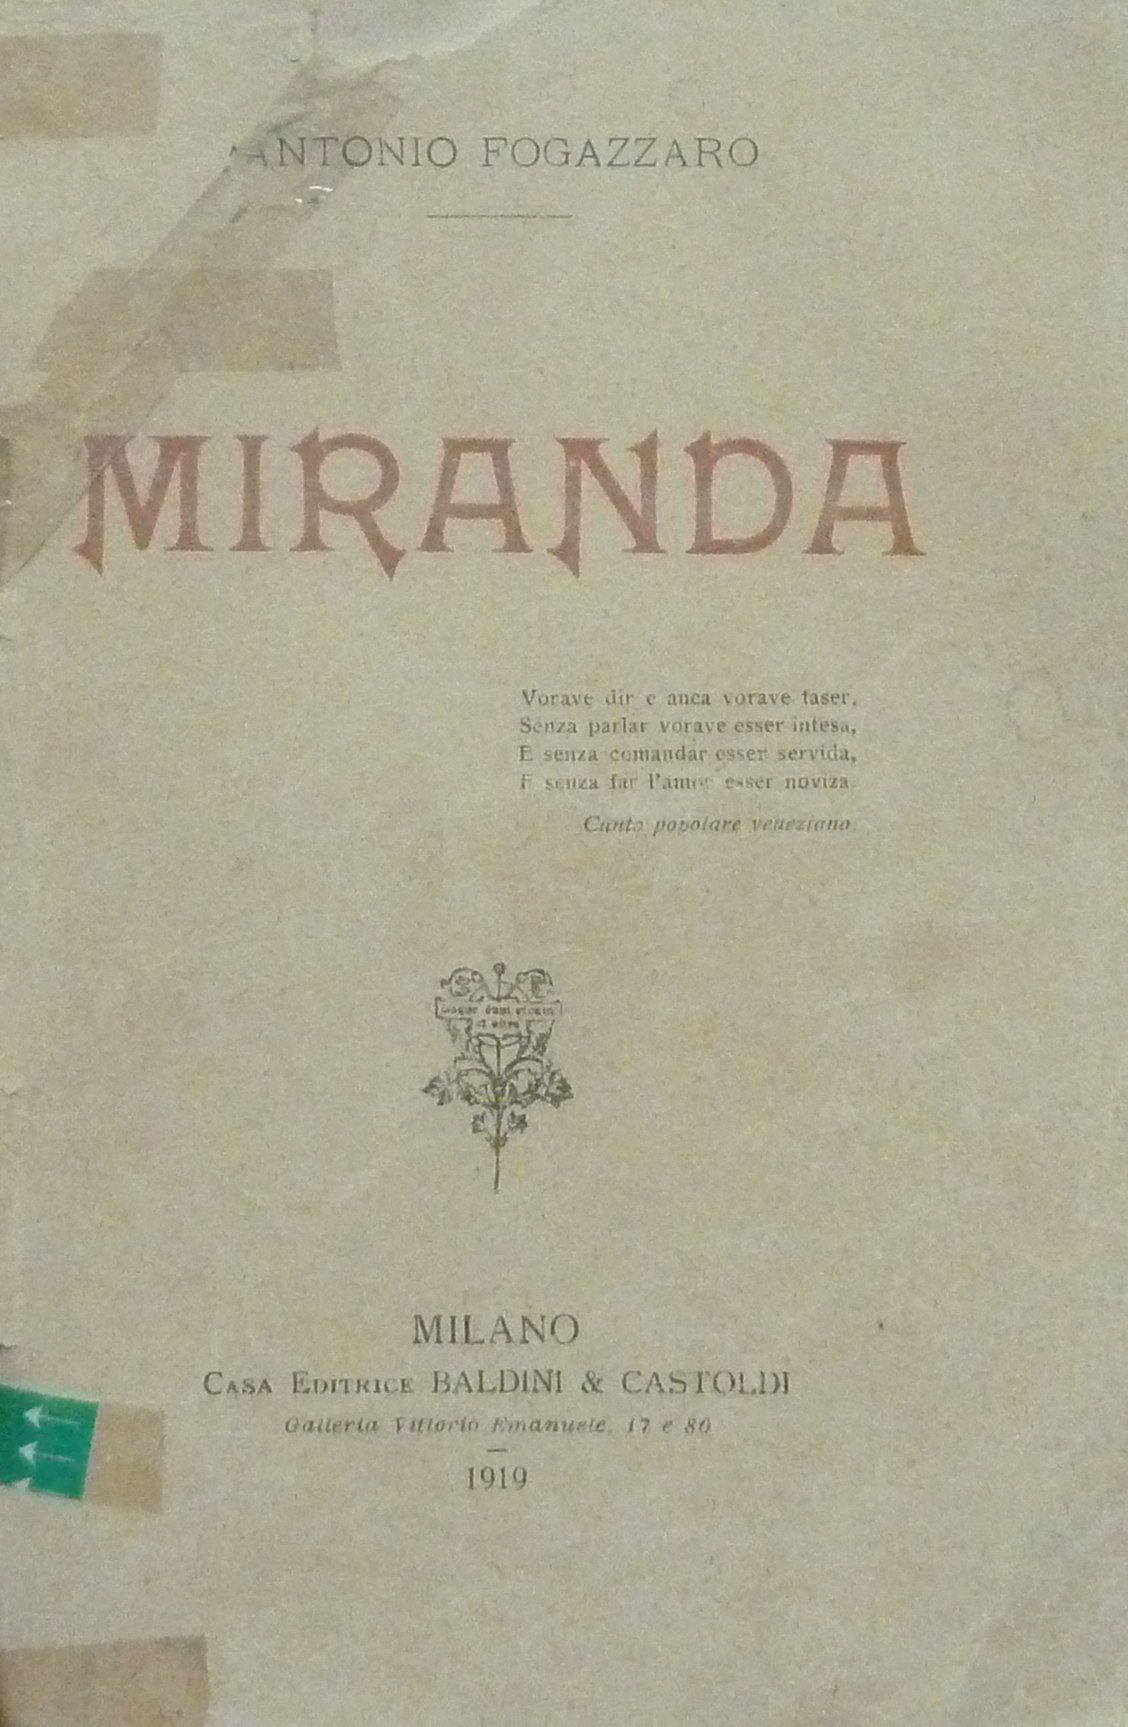 ANTONIO FOGAZZARO
MIRANDA
Vorave dir e anca vorave taser,
Senza parlar vorave esser intesa,
E senza comandar esser servida,
E senza far l'amor esser noviza.
Canto popolare veneziano.
MILANO
CASA EDITRICE BALDINI & CASTOLDI
Galleria Vittorio Emanuele, 17 e 80
1919